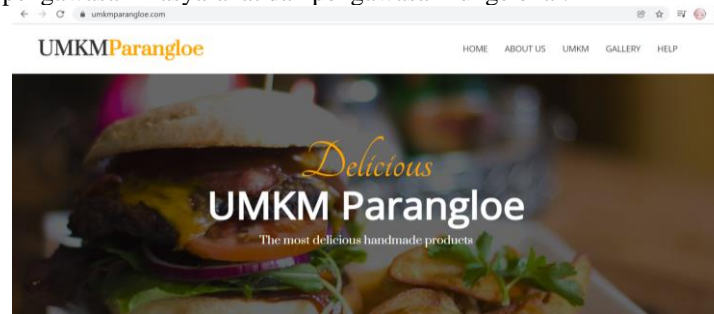 umkmparangloe.com
UMKMParangloe
HOME ABOUT US UMKM GALLERY HELP
Delicious
UMKM Parangloe
The most delicious handmade products